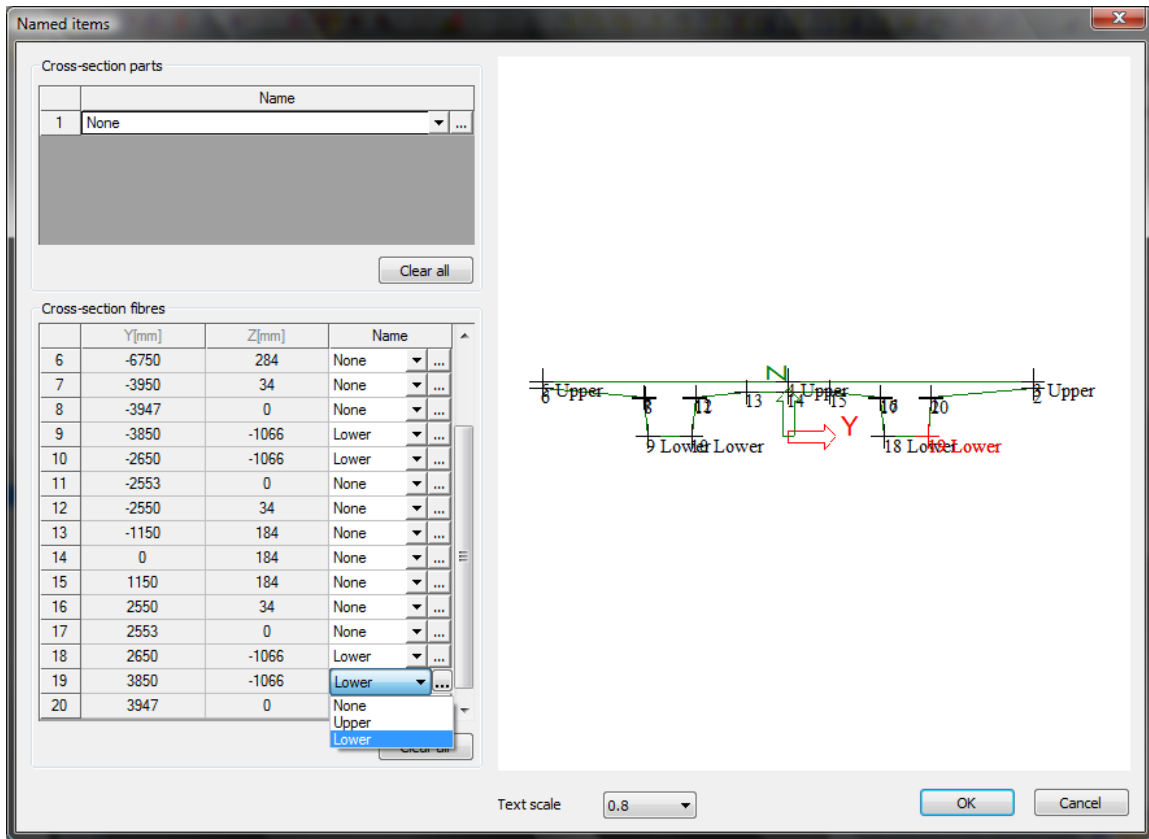 Named items
x
Cross-section parts
Name
1 None ...
Clear all
Cross-section fibres
Y[mm] Z[mm] Name
6 -6750 284 None ...
7 -3950 34 None ...
8 -3947 0 None ...
9 -3850 -1066 Lower ...
10 -2650 -1066 Lower ...
11 -2553 0 None ...
12 -2550 34 None ...
13 -1150 184 None ...
14 0 184 None ...
15 1150 184 None ...
16 2550 34 None ...
17 2553 0 None ...
18 2650 -1066 Lower ...
19 3850 -1066 Lower ...
20 3947 0
None
Upper
Lower
Clear all
Z
Upper 13 14 Upper 15 20 Upper
Y
9 Lower Lower 18 Lower 19 Lower
Text scale 0.8
OK Cancel